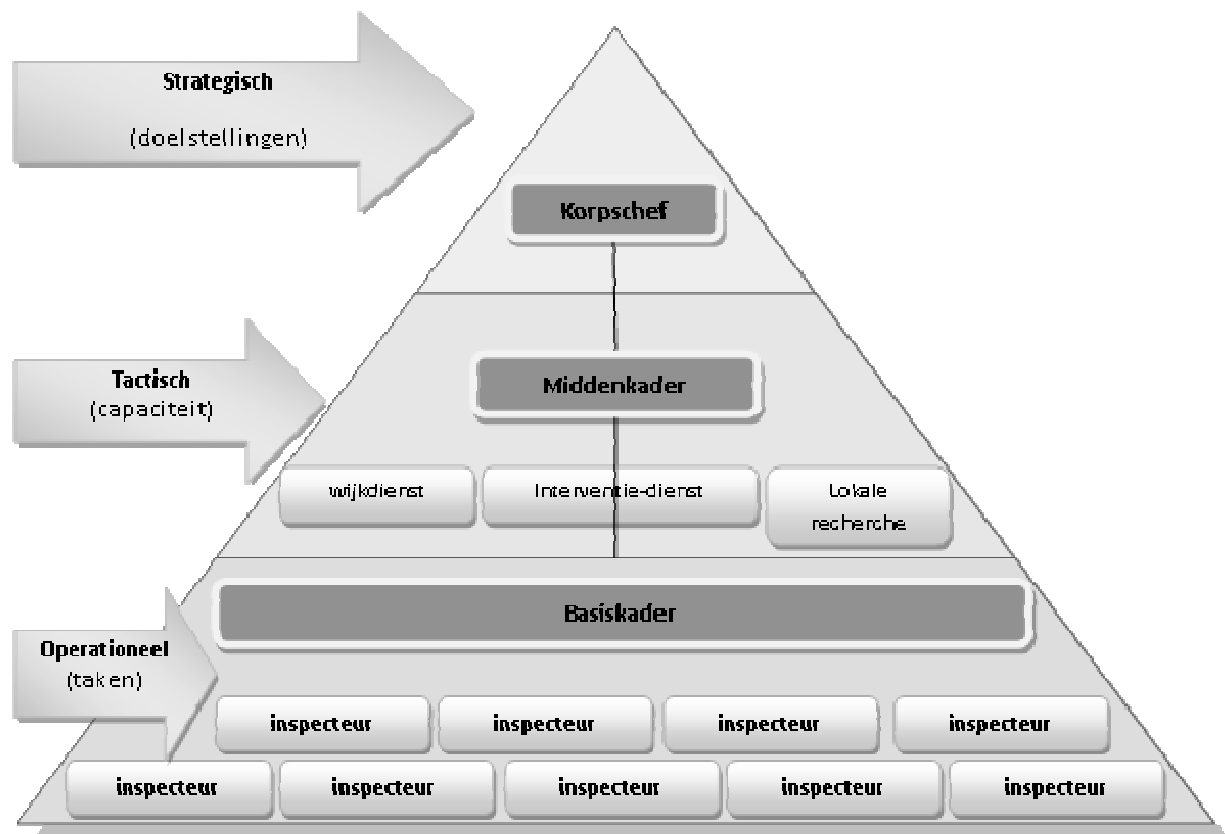 Strategisch
(doelstellingen)
Korpschef
Tactisch
(capaciteit)
Middenkader
wijkdienst
Interventie-dienst
Lokale
recherche
Operationeel
(taken)
Basiskader
inspecteur
inspecteur
inspecteur
inspecteur
inspecteur
inspecteur
inspecteur
inspecteur
inspecteur